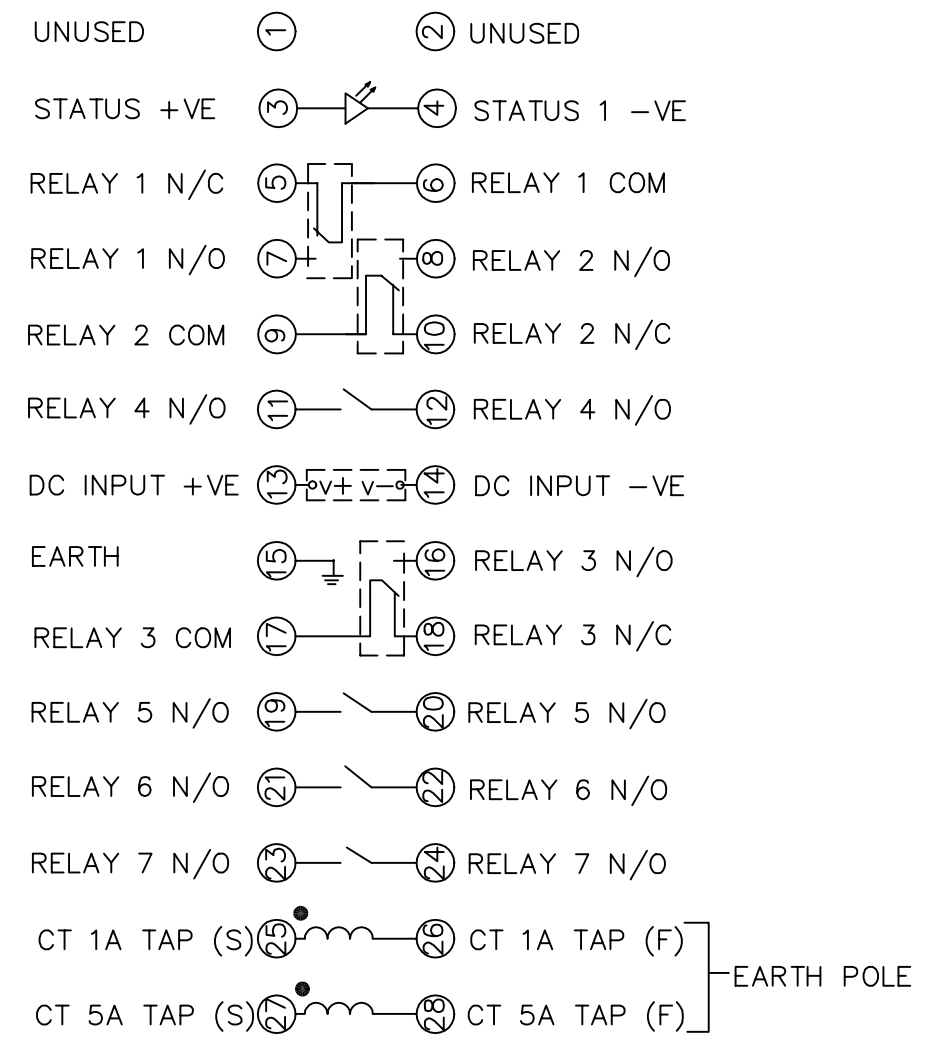 UNUSED 1 2 UNUSED
STATUS +VE 3 4 STATUS 1 −VE
RELAY 1 N/C 5 6 RELAY 1 COM
RELAY 1 N/O 7 8 RELAY 2 N/O
RELAY 2 COM 9 10 RELAY 2 N/C
RELAY 4 N/O 11 12 RELAY 4 N/O
DC INPUT +VE 13 V+ V− 14 DC INPUT −VE
EARTH 15 16 RELAY 3 N/O
RELAY 3 COM 17 18 RELAY 3 N/C
RELAY 5 N/O 19 20 RELAY 5 N/O
RELAY 6 N/O 21 22 RELAY 6 N/O
RELAY 7 N/O 23 24 RELAY 7 N/O
CT 1A TAP (S) 25 26 CT 1A TAP (F)
EARTH POLE
CT 5A TAP (S) 27 28 CT 5A TAP (F)